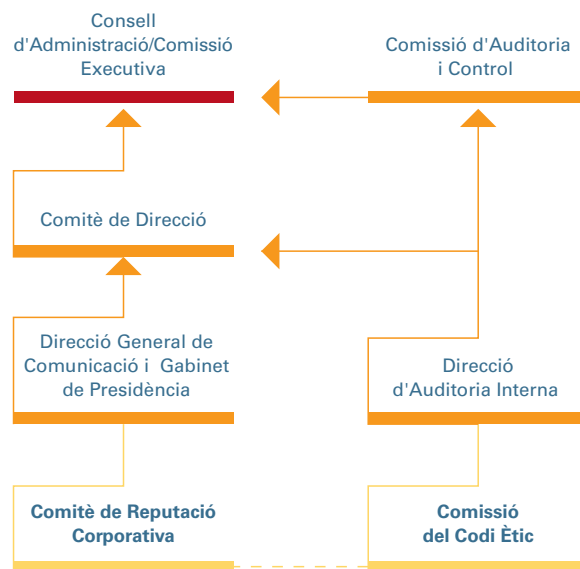 Consell
d'Administració/Comissió
Executiva
Comissió d'Auditoria
i Control
Comitè de Direcció
Direcció General de
Comunicació i Gabinet
de Presidència
Direcció
d'Auditoria Interna
Comitè de Reputació
Corporativa
Comissió
del Codi Ètic